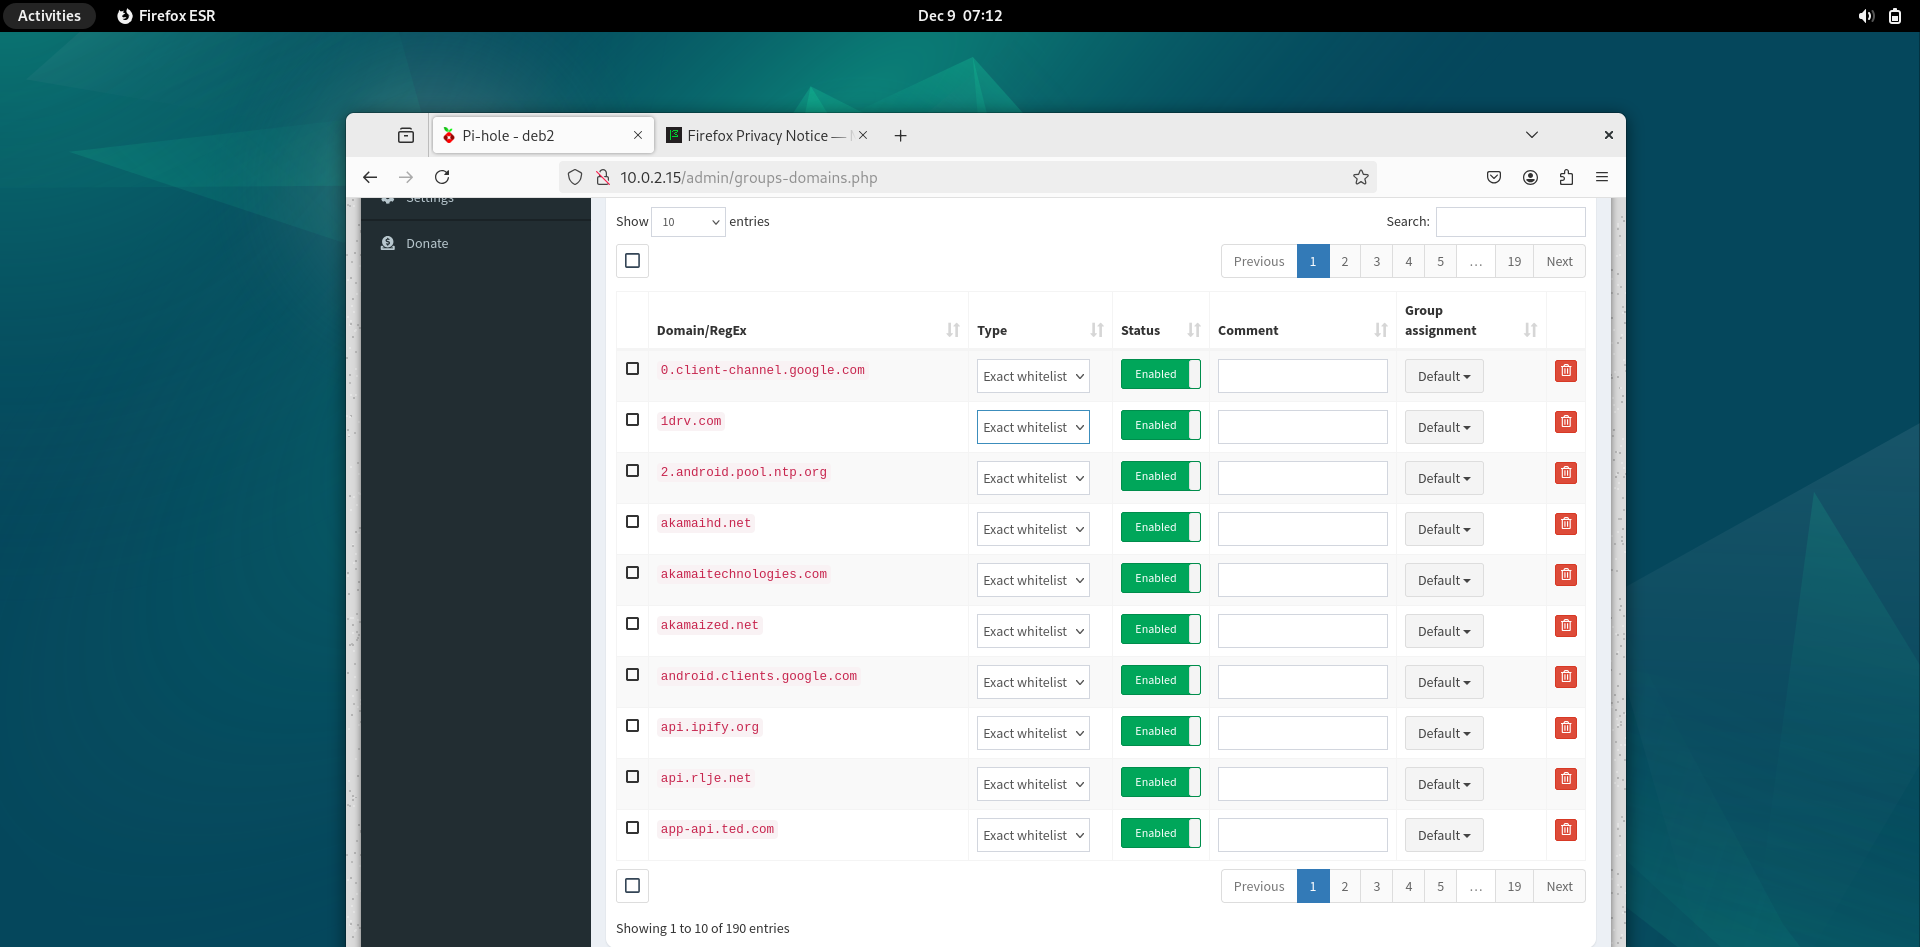 Activities Firefox ESR Dec 9 07:12
Pi-hole - deb2 Firefox Privacy Notice —
10.0.2.15/admin/groups-domains.php
Settings
Donate
Show 10 entries Search:
Previous 1 2 3 4 5 … 19 Next
Domain/RegEx Type Status Comment Group assignment
0.client-channel.google.com Exact whitelist Enabled Default
1drv.com Exact whitelist Enabled Default
2.android.pool.ntp.org Exact whitelist Enabled Default
akamaihd.net Exact whitelist Enabled Default
akamaitechnologies.com Exact whitelist Enabled Default
akamaized.net Exact whitelist Enabled Default
android.clients.google.com Exact whitelist Enabled Default
api.ipify.org Exact whitelist Enabled Default
api.rlje.net Exact whitelist Enabled Default
app-api.ted.com Exact whitelist Enabled Default
Previous 1 2 3 4 5 … 19 Next
Showing 1 to 10 of 190 entries